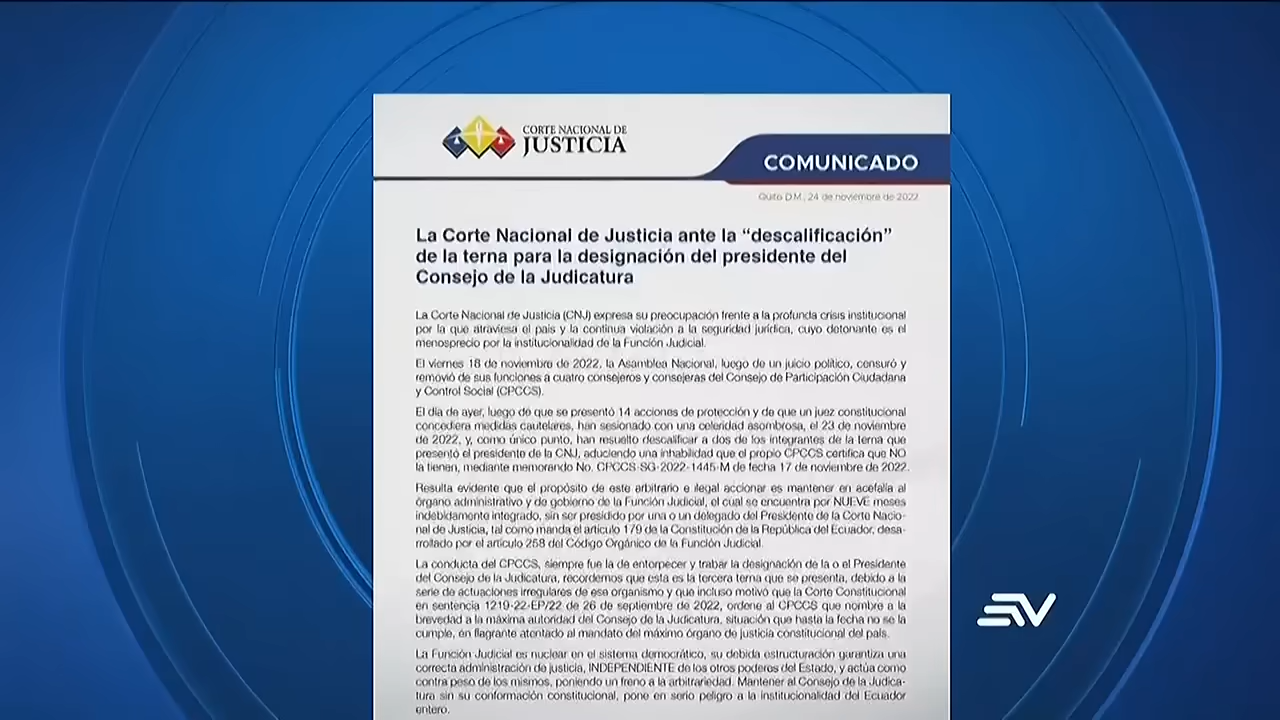 CORTE NACIONAL DE
JUSTICIA
COMUNICADO
Quito D.M., 24 de noviembre de 2022
La Corte Nacional de Justicia ante la “descalificación”
de la terna para la designación del presidente del
Consejo de la Judicatura
La Corte Nacional de Justicia (CNJ) expresa su preocupación frente a la profunda crisis institucional
por la que atraviesa el país y la continua violación a la seguridad jurídica, cuyo detonante es el
menosprecio por la institucionalidad de la Función Judicial.
El viernes 18 de noviembre de 2022, la Asamblea Nacional, luego de un juicio político, censuró y
removió de sus funciones a cuatro consejeros y consejeras del Consejo de Participación Ciudadana
y Control Social (CPCCS).
El día de ayer, luego de que se presentó 14 acciones de protección y de que un juez constitucional
concediera medidas cautelares, han sesionado con una celeridad asombrosa, el 23 de noviembre
de 2022, y, como único punto, han resuelto descalificar a dos de los integrantes de la terna que
presentó el presidente de la CNJ, aduciendo una inhabilidad que el propio CPCCS certifica que NO
la tienen, mediante memorando No. CPCCS-SG-2022-1445-M de fecha 17 de noviembre de 2022.
Resulta evidente que el propósito de este arbitrario e ilegal accionar es mantener en acefalía al
órgano administrativo y de gobierno de la Función Judicial, el cual se encuentra por NUEVE meses
indebidamente integrado, sin ser presidido por una o un delegado del Presidente de la Corte Nacio-
nal de Justicia, tal como manda el artículo 179 de la Constitución de la República del Ecuador, desa-
rrollado por el artículo 258 del Código Orgánico de la Función Judicial.
La conducta del CPCCS, siempre fue la de entorpecer y trabar la designación de la o el Presidente
del Consejo de la Judicatura, recordemos que esta es la tercera terna que se presenta, debido a la
serie de actuaciones irregulares de ese organismo y que incluso motivó que la Corte Constitucional
en sentencia 1219-22-EP/22 de 26 de septiembre de 2022, ordene al CPCCS que nombre a la
brevedad a la máxima autoridad del Consejo de la Judicatura, situación que hasta la fecha no se la
cumple, en flagrante atentado al mandato del máximo órgano de justicia constitucional del país.
La Función Judicial es nuclear en el sistema democrático, su debida estructuración garantiza una
correcta administración de justicia, INDEPENDIENTE de los otros poderes del Estado, y actúa como
contra peso de los mismos, poniendo un freno a la arbitrariedad. Mantener al Consejo de la Judica-
tura sin su conformación constitucional, pone en serio peligro a la institucionalidad del Ecuador
entero.